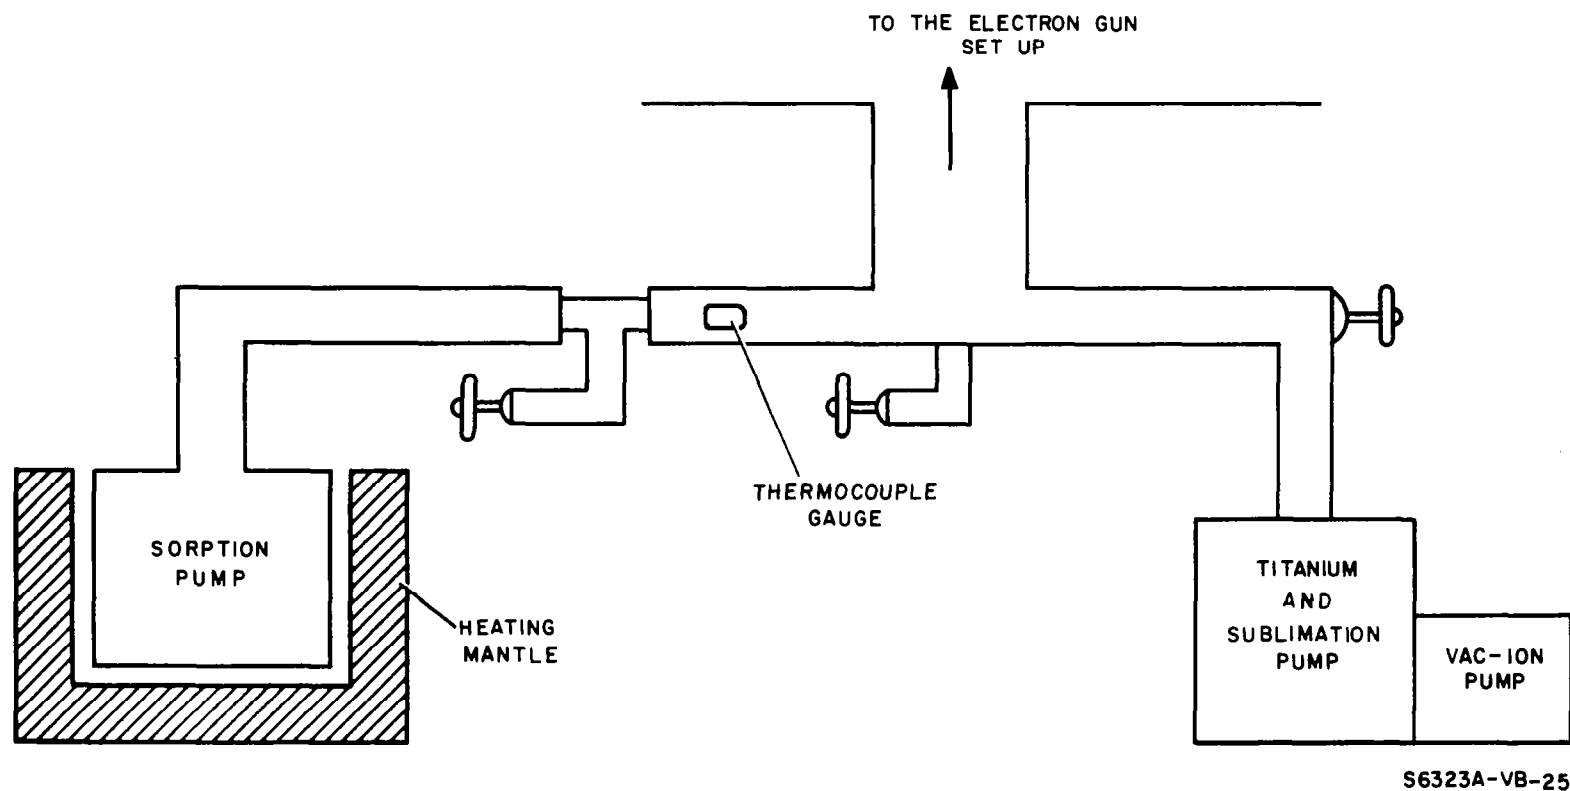 TO THE ELECTRON GUN
SET UP
THERMOCOUPLE
GAUGE
SORPTION
PUMP
HEATING
MANTLE
TITANIUM
AND
SUBLIMATION
PUMP
VAC-ION
PUMP
S6323A-VB-25